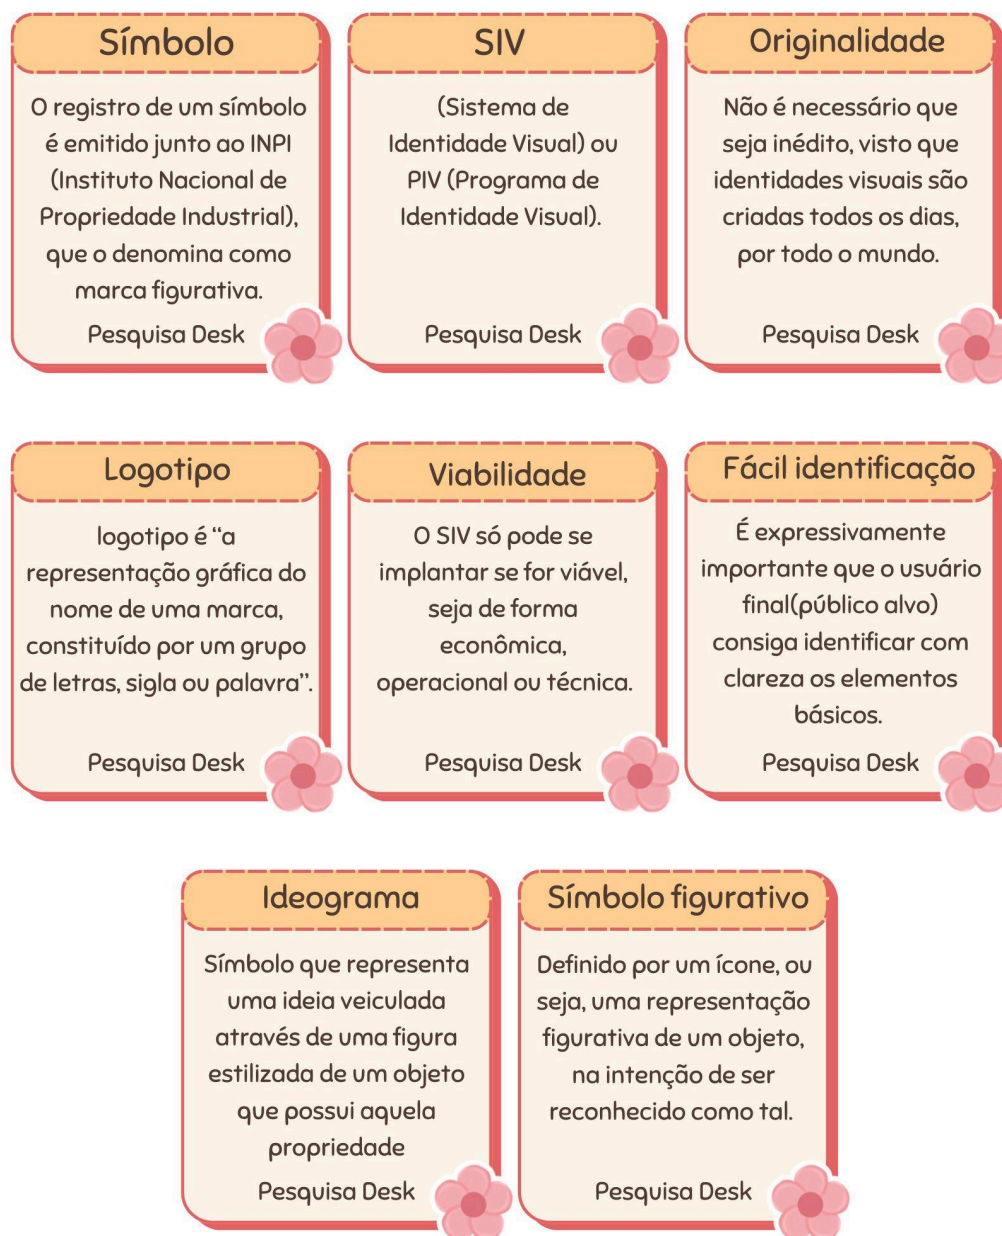 Símbolo
O registro de um símbolo
é emitido junto ao INPI
(Instituto Nacional de
Propriedade Industrial),
que o denomina como
marca figurativa.
Pesquisa Desk
SIV
(Sistema de
Identidade Visual) ou
PIV (Programa de
Identidade Visual).
Pesquisa Desk
Originalidade
Não é necessário que
seja inédito, visto que
identidades visuais são
criadas todos os dias,
por todo o mundo.
Pesquisa Desk
Logotipo
logotipo é “a
representação gráfica do
nome de uma marca,
constituído por um grupo
de letras, sigla ou palavra”.
Pesquisa Desk
Viabilidade
O SIV só pode se
implantar se for viável,
seja de forma
econômica,
operacional ou técnica.
Pesquisa Desk
Fácil identificação
É expressivamente
importante que o usuário
final(público alvo)
consiga identificar com
clareza os elementos
básicos.
Pesquisa Desk
Ideograma
Símbolo que representa
uma ideia veiculada
através de uma figura
estilizada de um objeto
que possui aquela
propriedade
Pesquisa Desk
Símbolo figurativo
Definido por um ícone, ou
seja, uma representação
figurativa de um objeto,
na intenção de ser
reconhecido como tal.
Pesquisa Desk